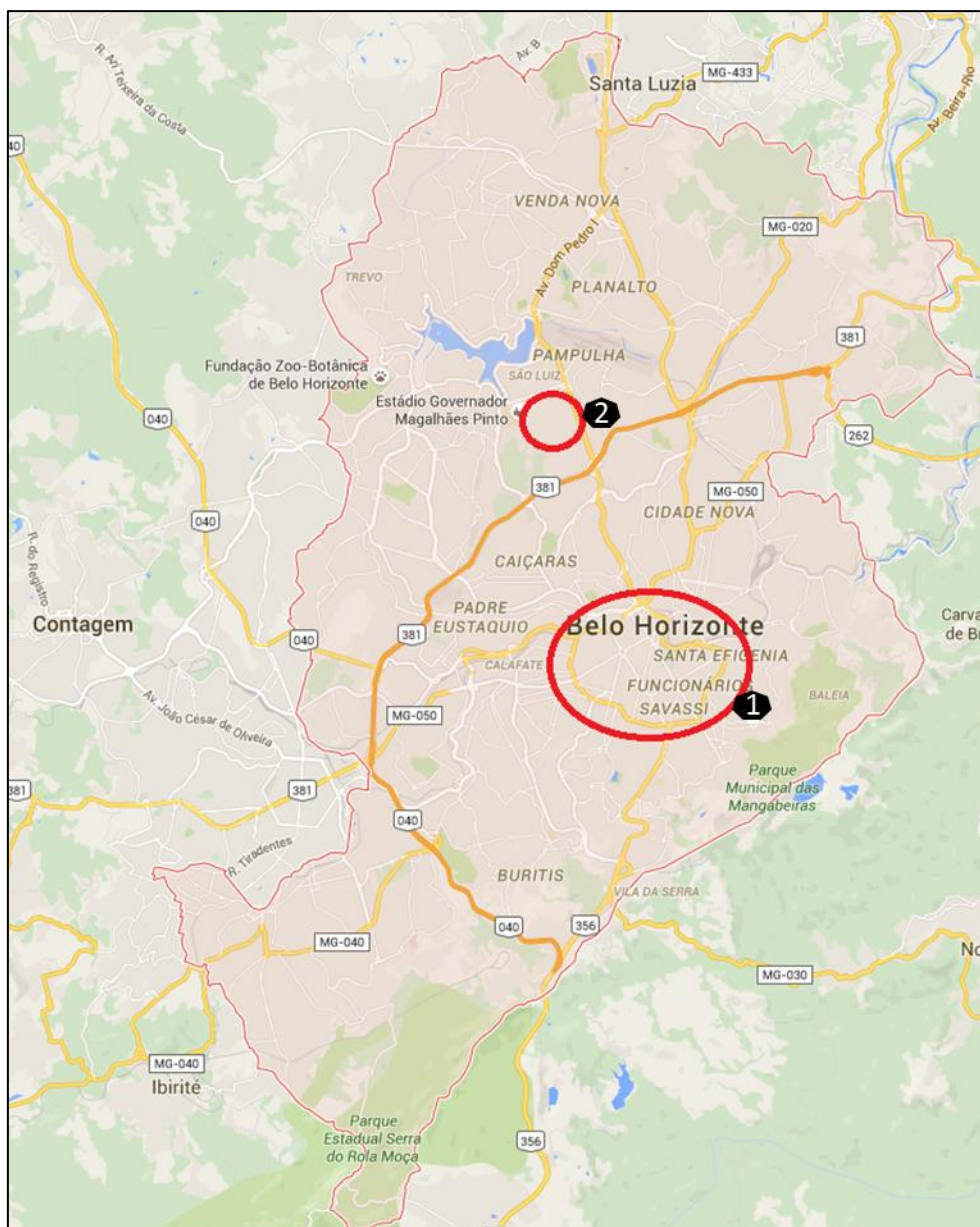 R. Ari Teixeira da Costa
Av. B
Santa Luzia
MG-433
Av. Beira-Rio
40
VENDA NOVA
MG-020
TREVO
Av. Dom Pedro I
PLANALTO
381
PAMPULHA
Fundação Zoo-Botânica
de Belo Horizonte
SÃO LUIZ
Estádio Governador
Magalhães Pinto
2
040
262
381
MG-050
CIDADE NOVA
040
R. do Registro
CAIÇARAS
PADRE
EUSTAQUIO
Contagem
381
Belo Horizonte
Carva
de B
040
CALAFATE
SANTA EFIGENIA
FUNCIONÁRIOS
SAVASSI
BALEIA
1
Av. João César de Oliveira
MG-050
Parque
Municipal das
Mangabeiras
381
381
040
R. Tiradentes
BURITIS
VILA DA SERRA
040
356
MG-040
No
MG-030
MG-040
Ibirité
Parque
Estadual Serra
do Rola Moça
356